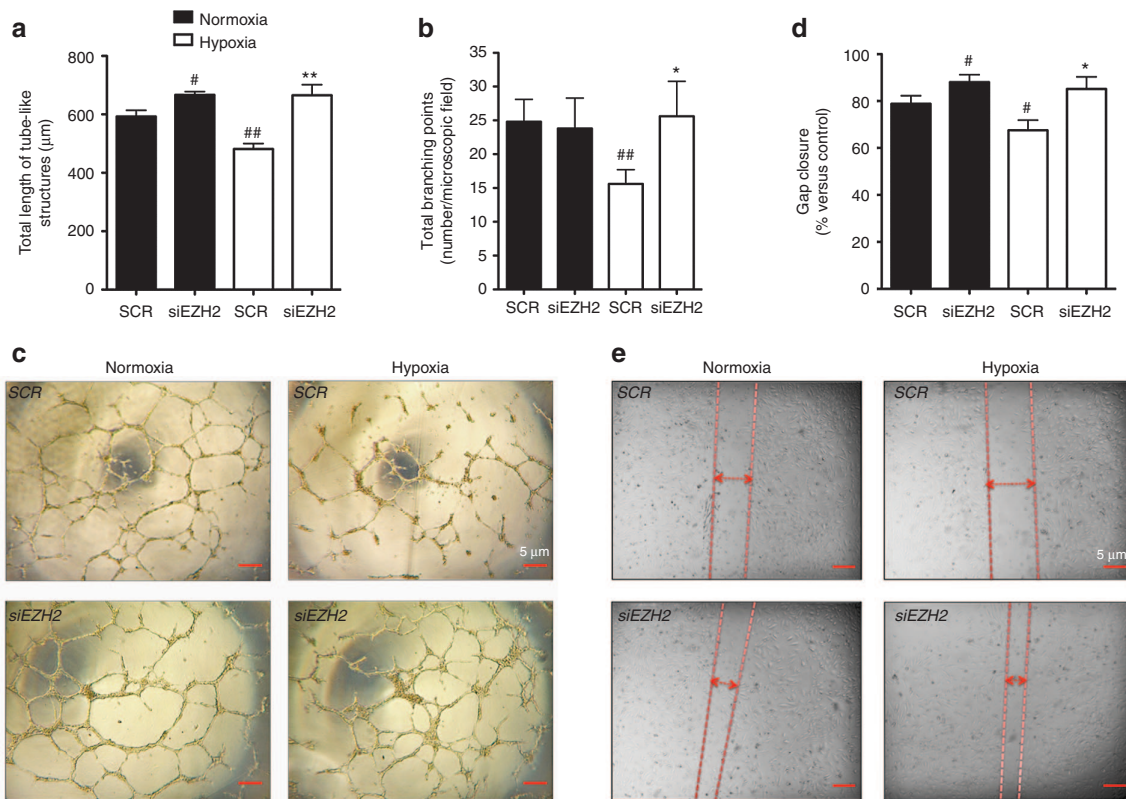 a
Normoxia
Hypoxia
Total length of tube-like
structures (μm)
800
600
400
200
0
#
##
**
SCR
siEZH2
SCR
siEZH2
b
Total branching points
(number/microscopic field)
35
30
25
20
15
10
5
0
##
*
SCR
siEZH2
SCR
siEZH2
d
Gap closure
(% versus control)
100
80
60
40
20
0
#
#
*
SCR
siEZH2
SCR
siEZH2
c
Normoxia
Hypoxia
SCR
SCR
5 μm
siEZH2
siEZH2
e
Normoxia
Hypoxia
SCR
SCR
5 μm
siEZH2
siEZH2